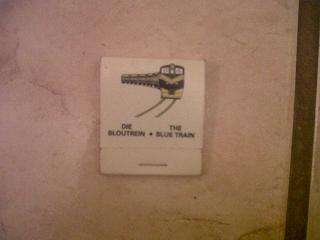 DIE THE
BLOUTREIN • BLUE TRAIN